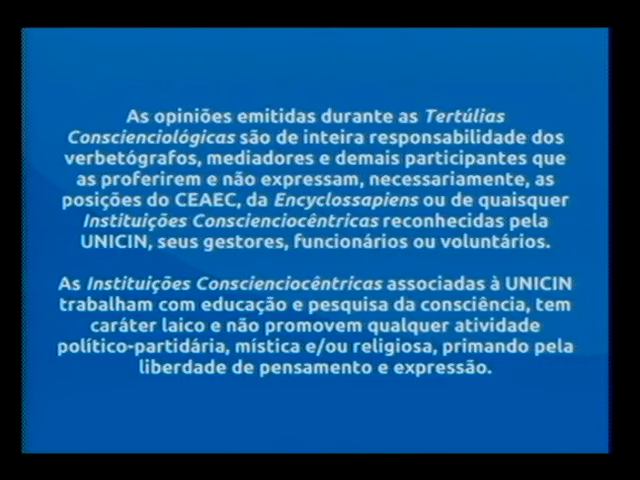 As opiniões emitidas durante as Tertúlias
Conscienciológicas são de inteira responsabilidade dos
verbetógrafos, mediadores e demais participantes que
as proferirem e não expressam, necessariamente, as
posições do CEAEC, da Encyclossapiens ou de quaisquer
Instituições Conscienciocêntricas reconhecidas pela
UNICIN, seus gestores, funcionários ou voluntários.
As Instituições Conscienciocêntricas associadas à UNICIN
trabalham com educação e pesquisa da consciência, tem
caráter laico e não promovem qualquer atividade
político-partidária, mística e/ou religiosa, primando pela
liberdade de pensamento e expressão.